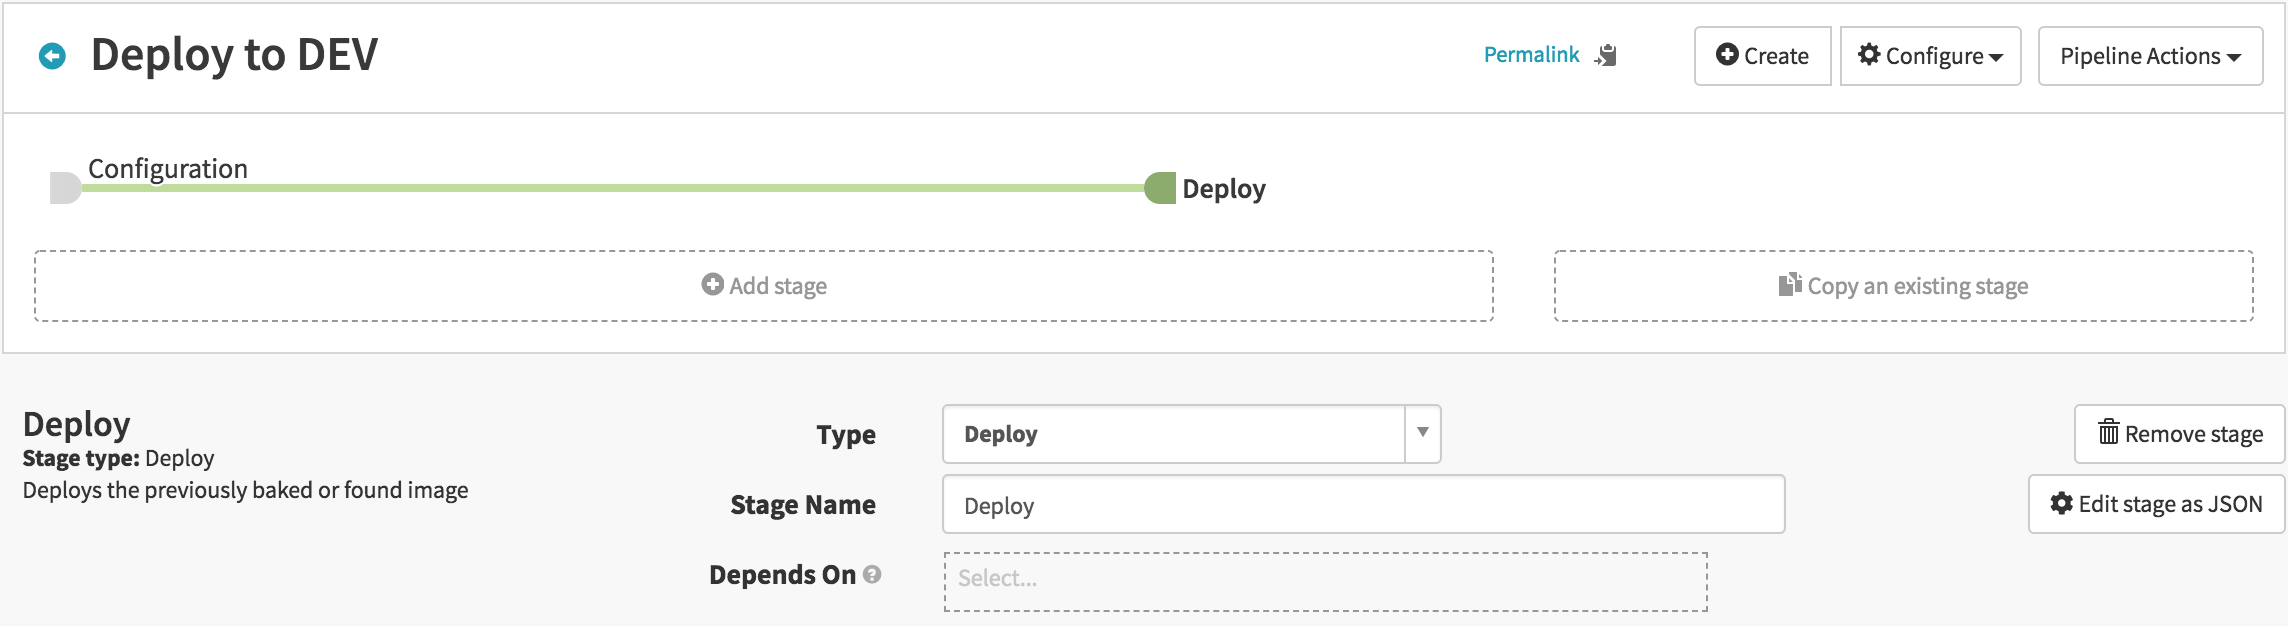 Deploy to DEV
Permalink
Create
Configure
Pipeline Actions
Configuration
Deploy
Add stage
Copy an existing stage
Deploy
Stage type: Deploy
Deploys the previously baked or found image
Type
Deploy
Remove stage
Stage Name
Deploy
Edit stage as JSON
Depends On ?
Select...